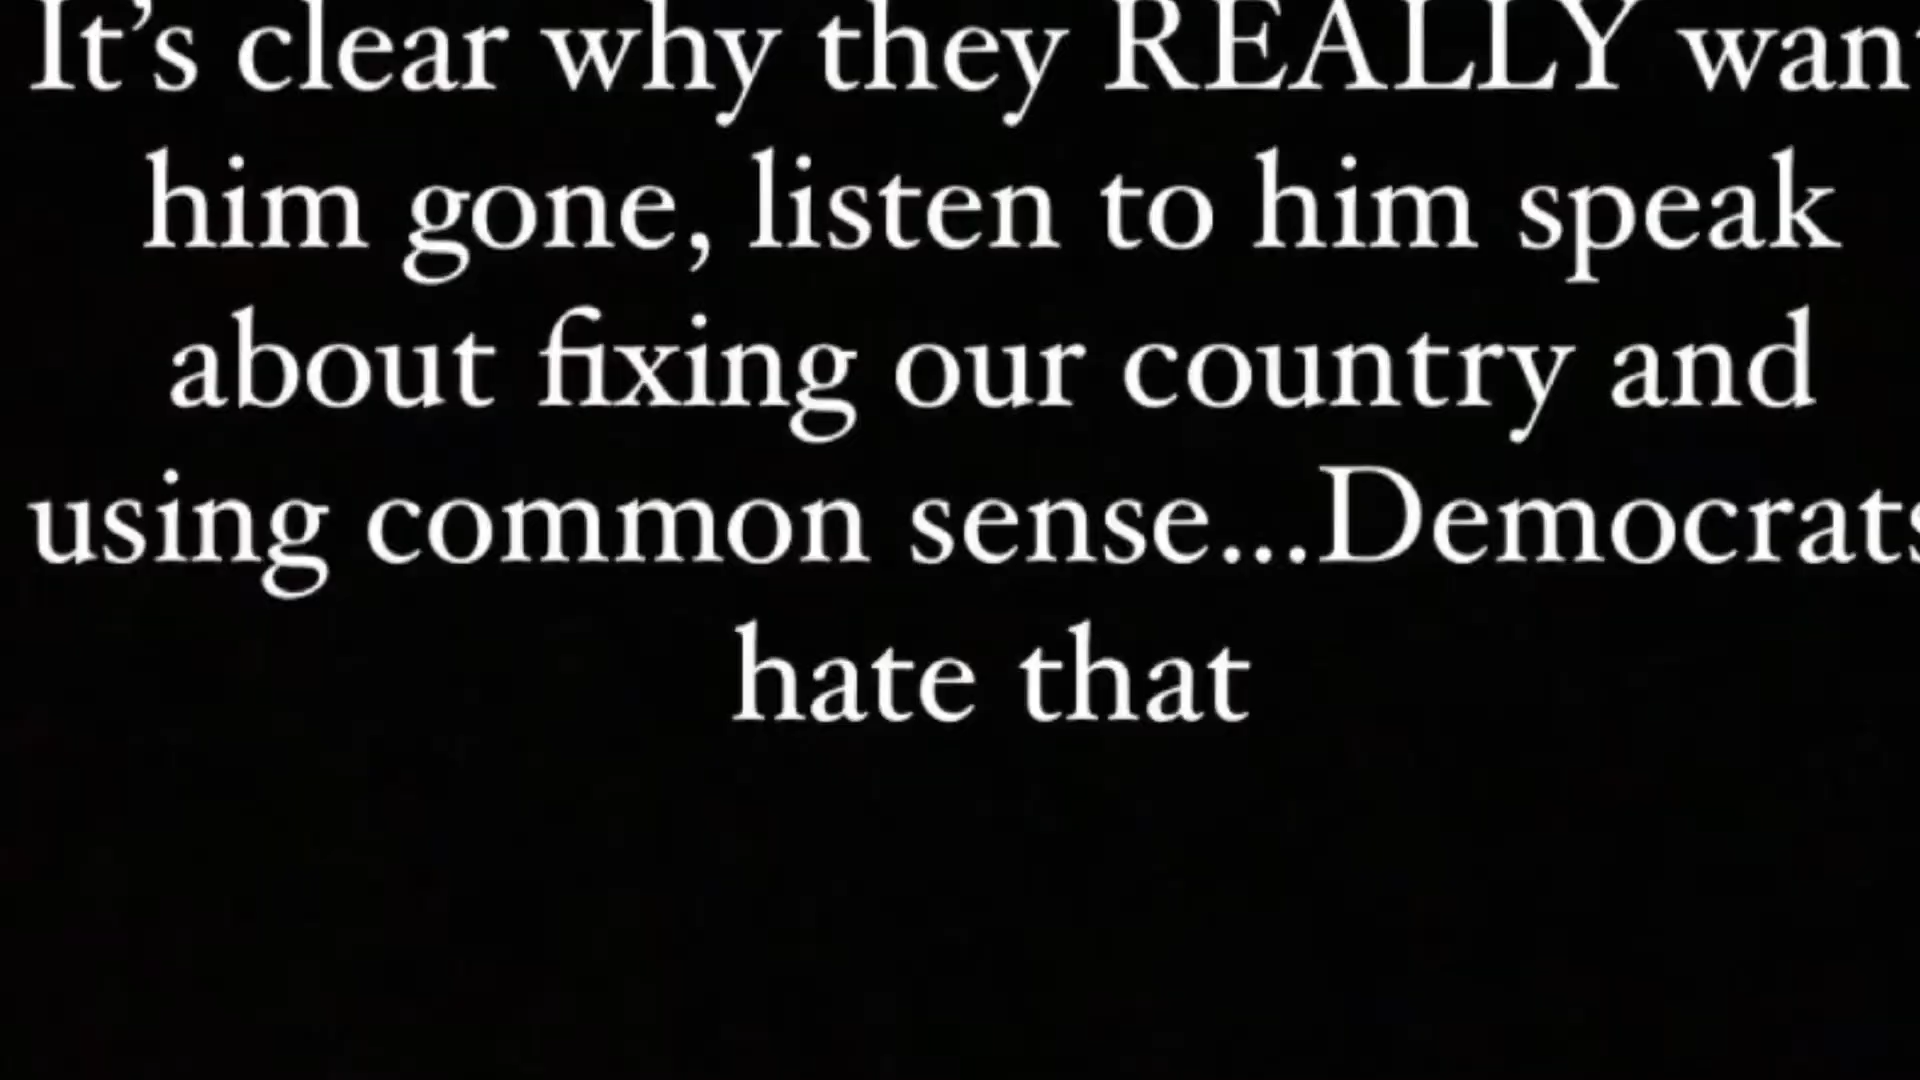 It’s clear why they REALLY want
him gone, listen to him speak
about fixing our country and
using common sense...Democrats
hate that